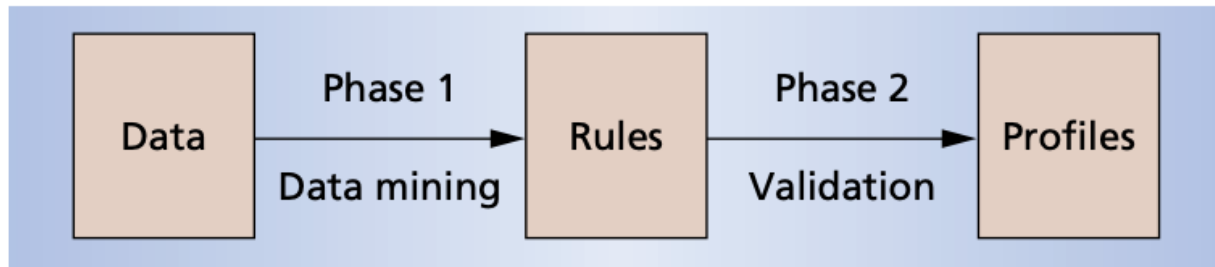 Data
Phase 1
Data mining
Rules
Phase 2
Validation
Profiles